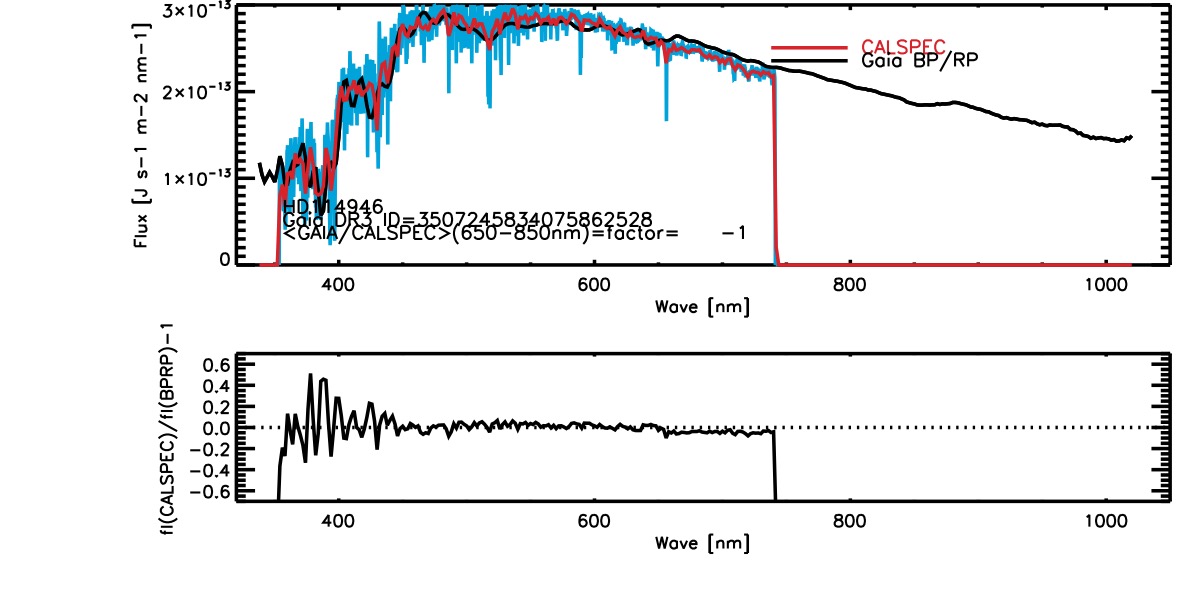 3×10−13
2×10−13
1×10−13
0
Flux [J s−1 m−2 nm−1]
CALSPEC
Gaia BP/RP
HD114946
Gaia DR3 ID=3507245834075862528
<GAIA/CALSPEC>(650−850nm)=factor= −1
400 600 800 1000
Wave [nm]
fl(CALSPEC)/fl(BPRP)−1
0.6
0.4
0.2
0.0
−0.2
−0.4
−0.6
400 600 800 1000
Wave [nm]